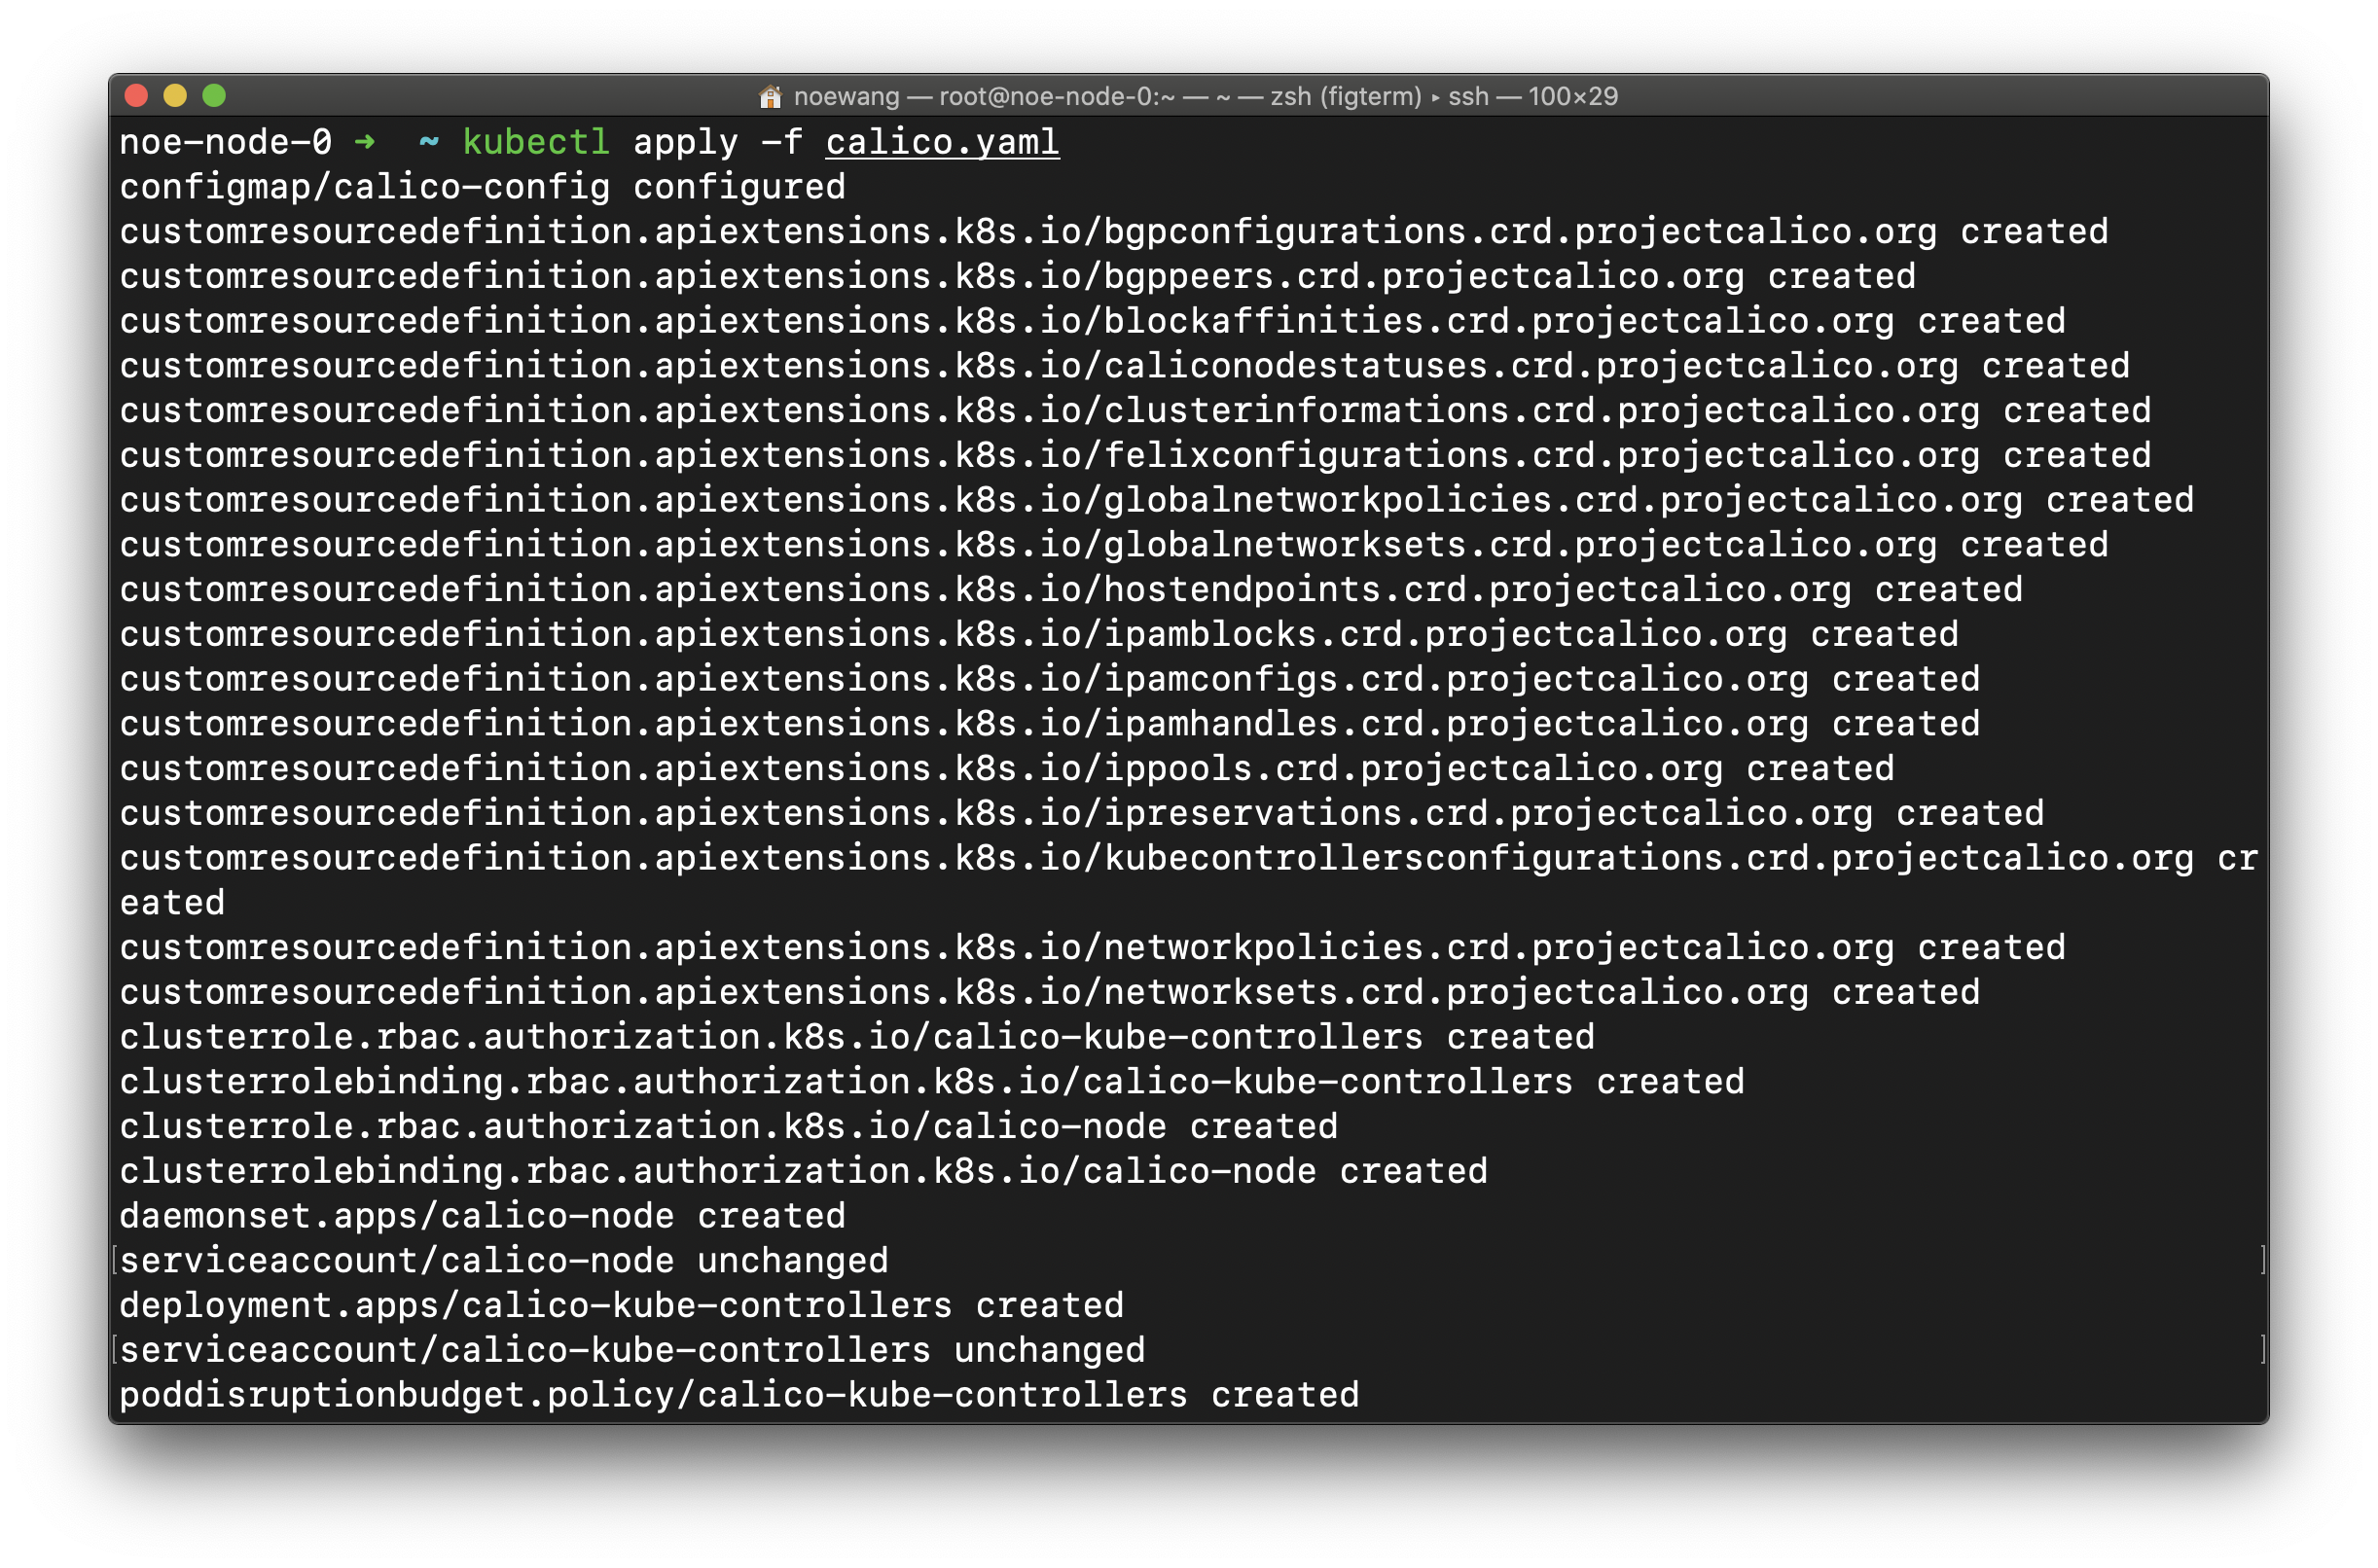 noewang — root@noe-node-0:~ — ~ — zsh (figterm) ▸ ssh — 100×29
noe-node-0 ➜  ~ kubectl apply -f calico.yaml
configmap/calico-config configured
customresourcedefinition.apiextensions.k8s.io/bgpconfigurations.crd.projectcalico.org created
customresourcedefinition.apiextensions.k8s.io/bgppeers.crd.projectcalico.org created
customresourcedefinition.apiextensions.k8s.io/blockaffinities.crd.projectcalico.org created
customresourcedefinition.apiextensions.k8s.io/caliconodestatuses.crd.projectcalico.org created
customresourcedefinition.apiextensions.k8s.io/clusterinformations.crd.projectcalico.org created
customresourcedefinition.apiextensions.k8s.io/felixconfigurations.crd.projectcalico.org created
customresourcedefinition.apiextensions.k8s.io/globalnetworkpolicies.crd.projectcalico.org created
customresourcedefinition.apiextensions.k8s.io/globalnetworksets.crd.projectcalico.org created
customresourcedefinition.apiextensions.k8s.io/hostendpoints.crd.projectcalico.org created
customresourcedefinition.apiextensions.k8s.io/ipamblocks.crd.projectcalico.org created
customresourcedefinition.apiextensions.k8s.io/ipamconfigs.crd.projectcalico.org created
customresourcedefinition.apiextensions.k8s.io/ipamhandles.crd.projectcalico.org created
customresourcedefinition.apiextensions.k8s.io/ippools.crd.projectcalico.org created
customresourcedefinition.apiextensions.k8s.io/ipreservations.crd.projectcalico.org created
customresourcedefinition.apiextensions.k8s.io/kubecontrollersconfigurations.crd.projectcalico.org cr
eated
customresourcedefinition.apiextensions.k8s.io/networkpolicies.crd.projectcalico.org created
customresourcedefinition.apiextensions.k8s.io/networksets.crd.projectcalico.org created
clusterrole.rbac.authorization.k8s.io/calico-kube-controllers created
clusterrolebinding.rbac.authorization.k8s.io/calico-kube-controllers created
clusterrole.rbac.authorization.k8s.io/calico-node created
clusterrolebinding.rbac.authorization.k8s.io/calico-node created
daemonset.apps/calico-node created
[serviceaccount/calico-node unchanged ]
deployment.apps/calico-kube-controllers created
[serviceaccount/calico-kube-controllers unchanged ]
poddisruptionbudget.policy/calico-kube-controllers created